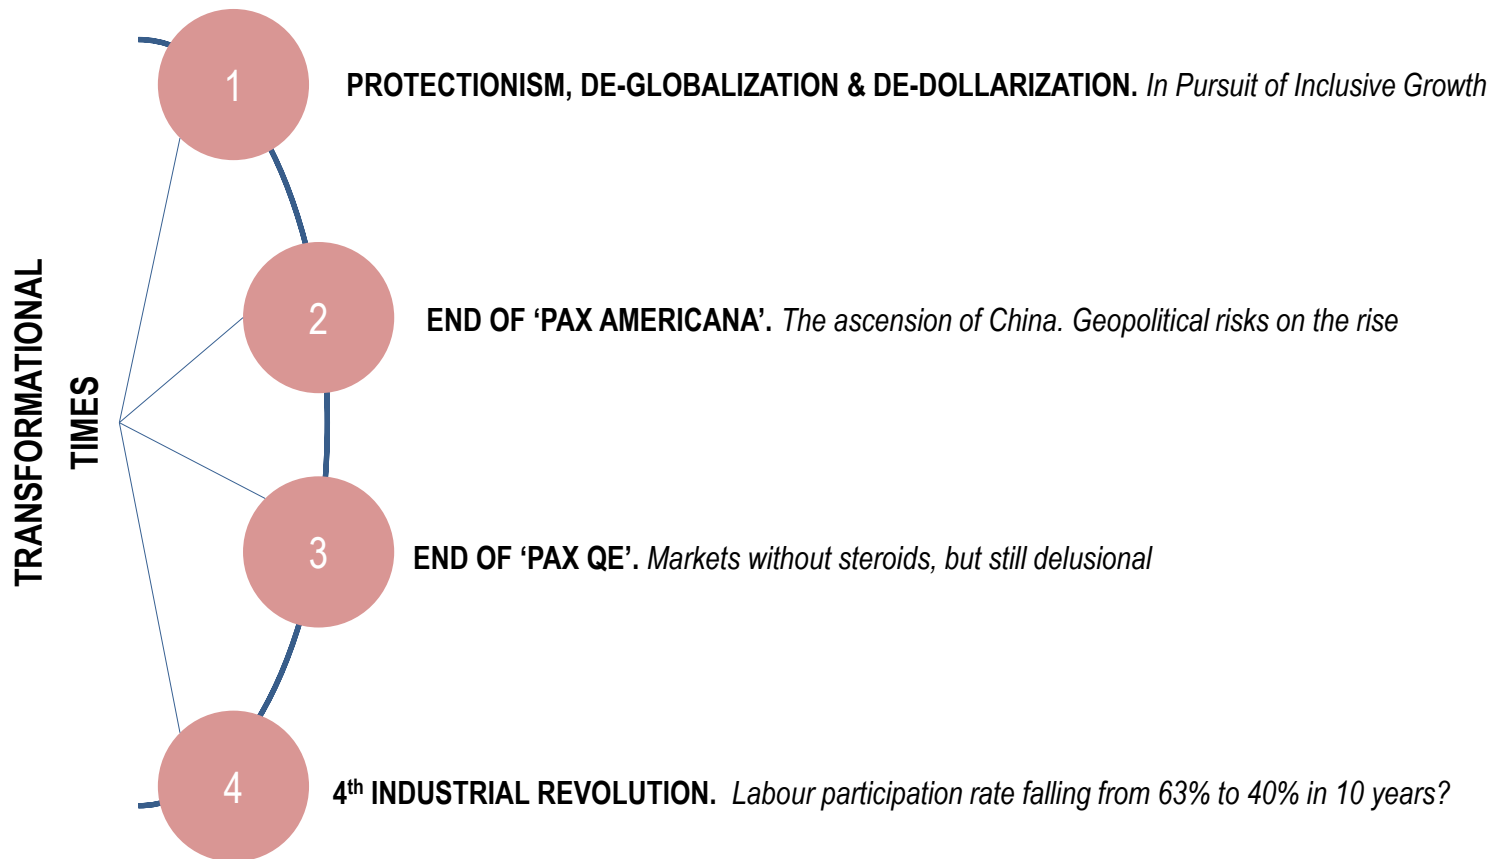 TRANSFORMATIONAL
TIMES
1
PROTECTIONISM, DE-GLOBALIZATION & DE-DOLLARIZATION. In Pursuit of Inclusive Growth
2
END OF ‘PAX AMERICANA’. The ascension of China. Geopolitical risks on the rise
3
END OF ‘PAX QE’. Markets without steroids, but still delusional
4
4th INDUSTRIAL REVOLUTION. Labour participation rate falling from 63% to 40% in 10 years?